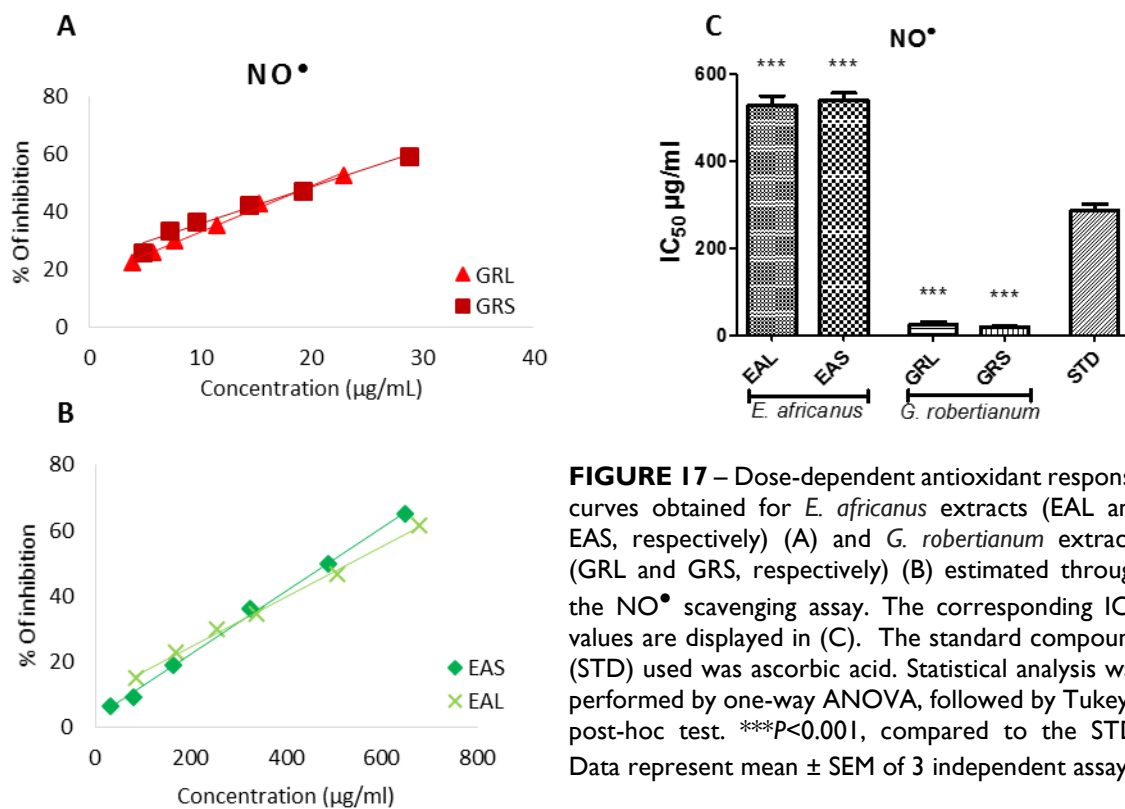 A
NO•
80
60
40
20
0
% Of inhibition
GRL
GRS
0 10 20 30 40
Concentration (µg/mL)
B
80
60
40
20
0
% Of inhibition
EAS
EAL
0 200 400 600 800
Concentration (µg/ml)
C
NO•
*** ***
600
400
200
0
IC50 µg/ml
*** ***
EAL EAS GRL GRS STD
E. africanus G. robertianum
FIGURE 17 – Dose-dependent antioxidant respons
curves obtained for E. africanus extracts (EAL an
EAS, respectively) (A) and G. robertianum extrac
(GRL and GRS, respectively) (B) estimated throug
the NO• scavenging assay. The corresponding IC
values are displayed in (C). The standard compoun
(STD) used was ascorbic acid. Statistical analysis wa
performed by one-way ANOVA, followed by Tukey
post-hoc test. ***P<0.001, compared to the STD
Data represent mean ± SEM of 3 independent assay